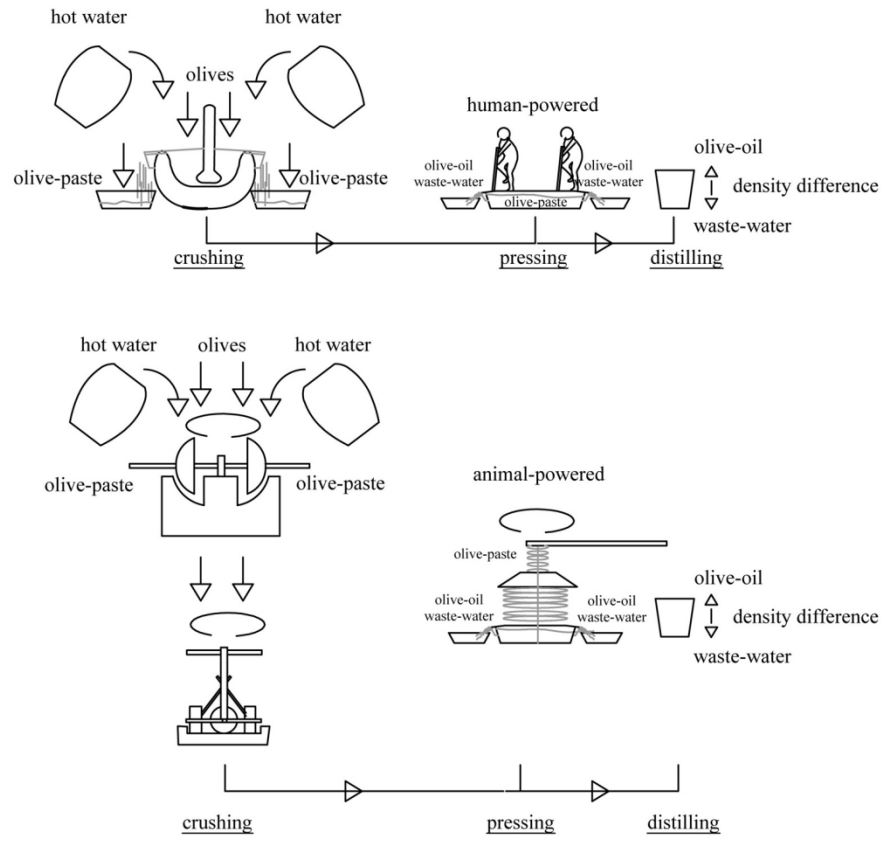 hot water
hot water
olives
human-powered
olive-oil
olive-paste
olive-paste
olive-oil
waste-water
olive-oil
waste-water
density difference
olive-paste
waste-water
crushing
pressing
distilling
hot water
olives
hot water
olive-paste
olive-paste
animal-powered
olive-paste
olive-oil
olive-oil
waste-water
olive-oil
waste-water
density difference
waste-water
crushing
pressing
distilling